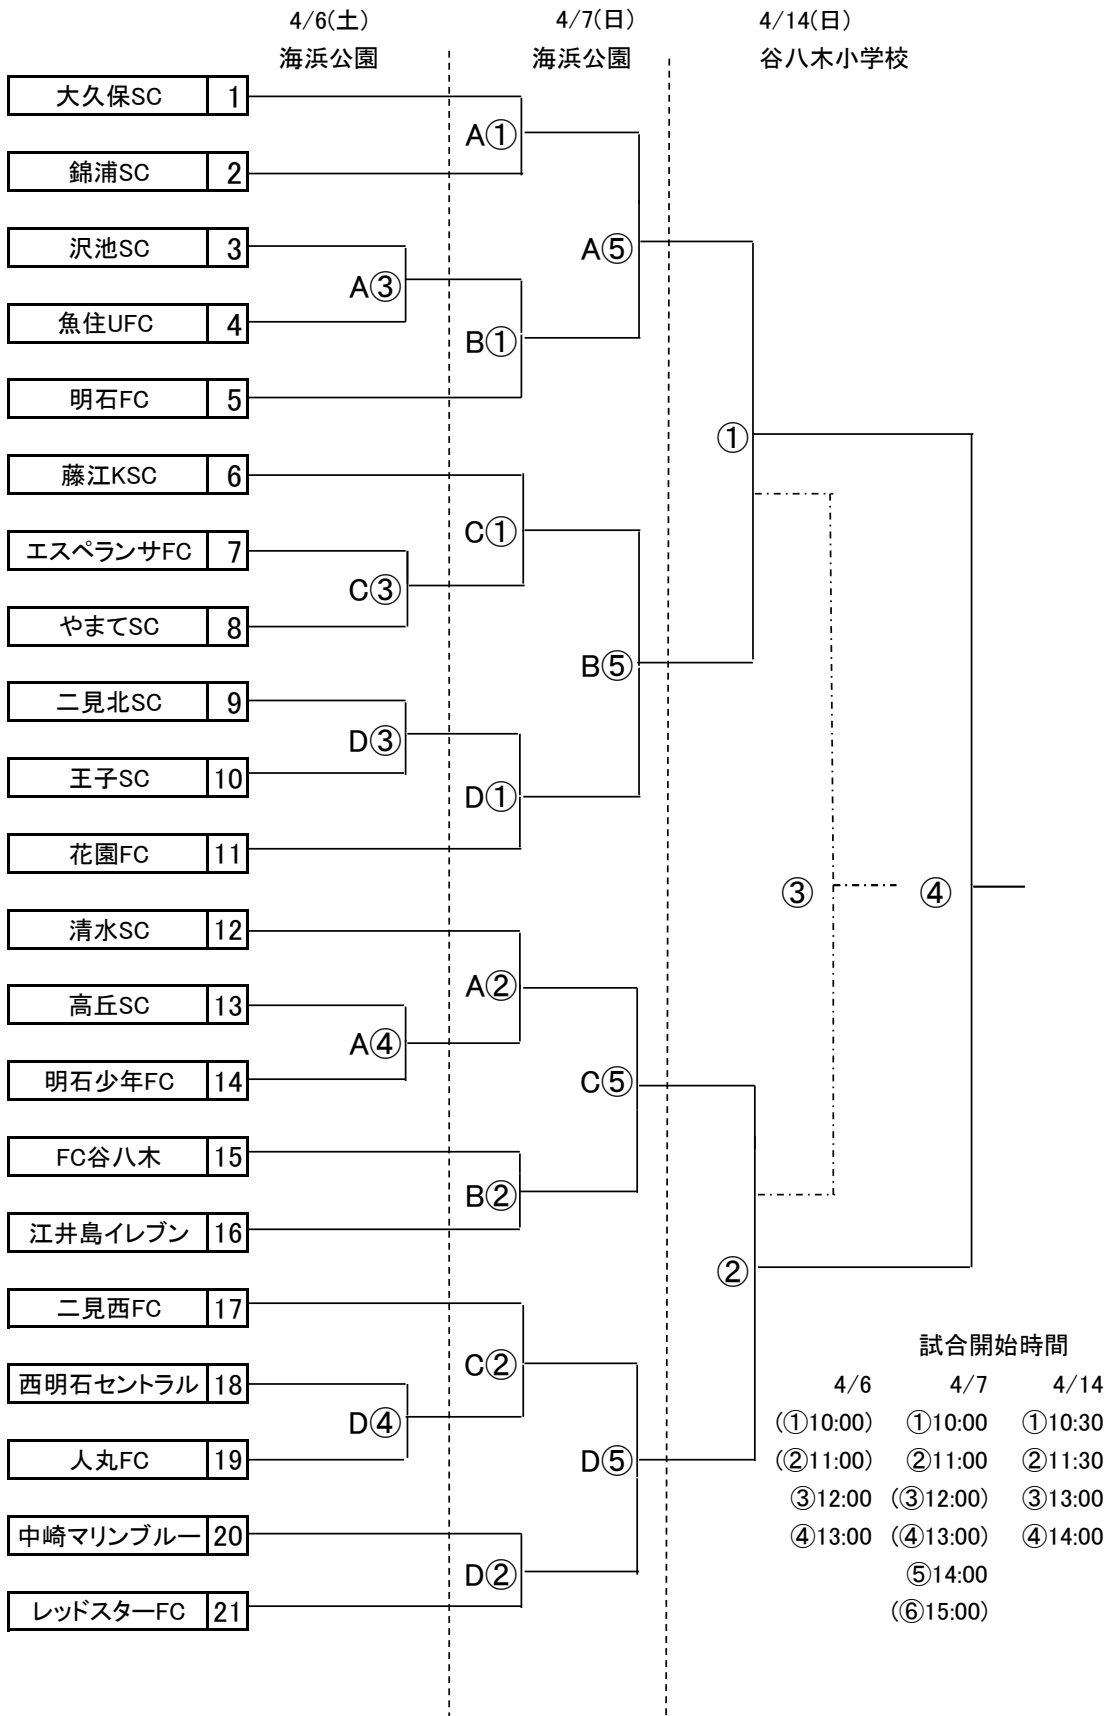 4/6(土) 4/7(日) 4/14(日)
海浜公園 海浜公園 谷八木小学校
大久保SC 1
A①
錦浦SC 2
沢池SC 3
A⑤
A③
魚住UFC 4
B①
明石FC 5
①
藤江KSC 6
C①
エスペランサFC 7
C③
やまてSC 8
B⑤
二見北SC 9
D③
王子SC 10
D①
花園FC 11
③ ④
清水SC 12
A②
高丘SC 13
A④
明石少年FC 14
C⑤
FC谷八木 15
B②
江井島イレブン 16
②
二見西FC 17
C②
西明石セントラル 18
D④
人丸FC 19
D⑤
中崎マリンブルー 20
D②
レッドスターFC 21
試合開始時間
4/6 4/7 4/14
(①10:00) ①10:00 ①10:30
(②11:00) ②11:00 ②11:30
③12:00 (③12:00) ③13:00
④13:00 (④13:00) ④14:00
⑤14:00
(⑥15:00)